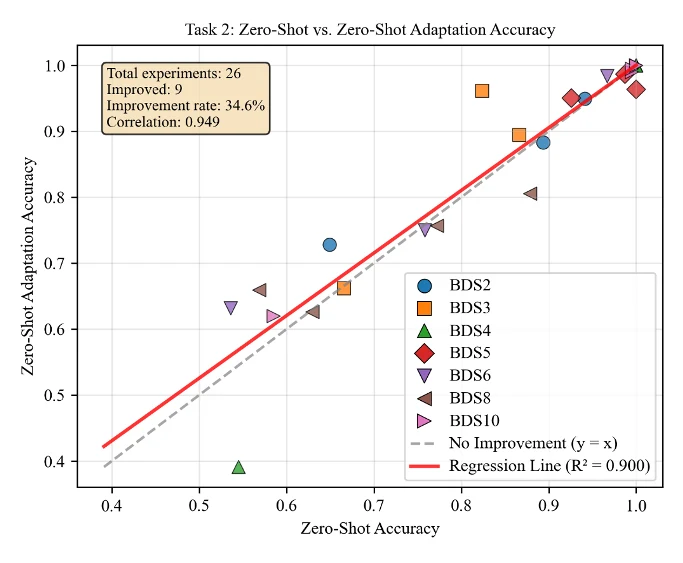 Task 2: Zero-Shot vs. Zero-Shot Adaptation Accuracy
Total experiments: 26
Improved: 9
Improvement rate: 34.6%
Correlation: 0.949
Zero-Shot Adaptation Accuracy
1.0
0.9
0.8
0.7
0.6
0.5
0.4
BDS2
BDS3
BDS4
BDS5
BDS6
BDS8
BDS10
No Improvement (y = x)
Regression Line (R² = 0.900)
0.4 0.5 0.6 0.7 0.8 0.9 1.0
Zero-Shot Accuracy